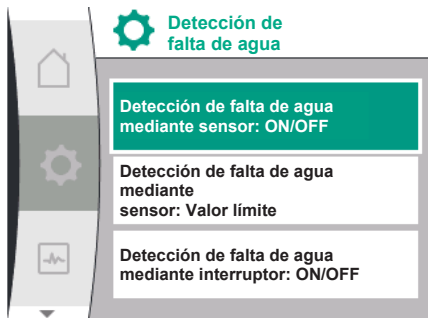 Detección de
falta de agua
Detección de falta de agua
mediante sensor: ON/OFF
Detección de falta de agua
mediante
sensor: Valor límite
Detección de falta de agua
mediante interruptor: ON/OFF